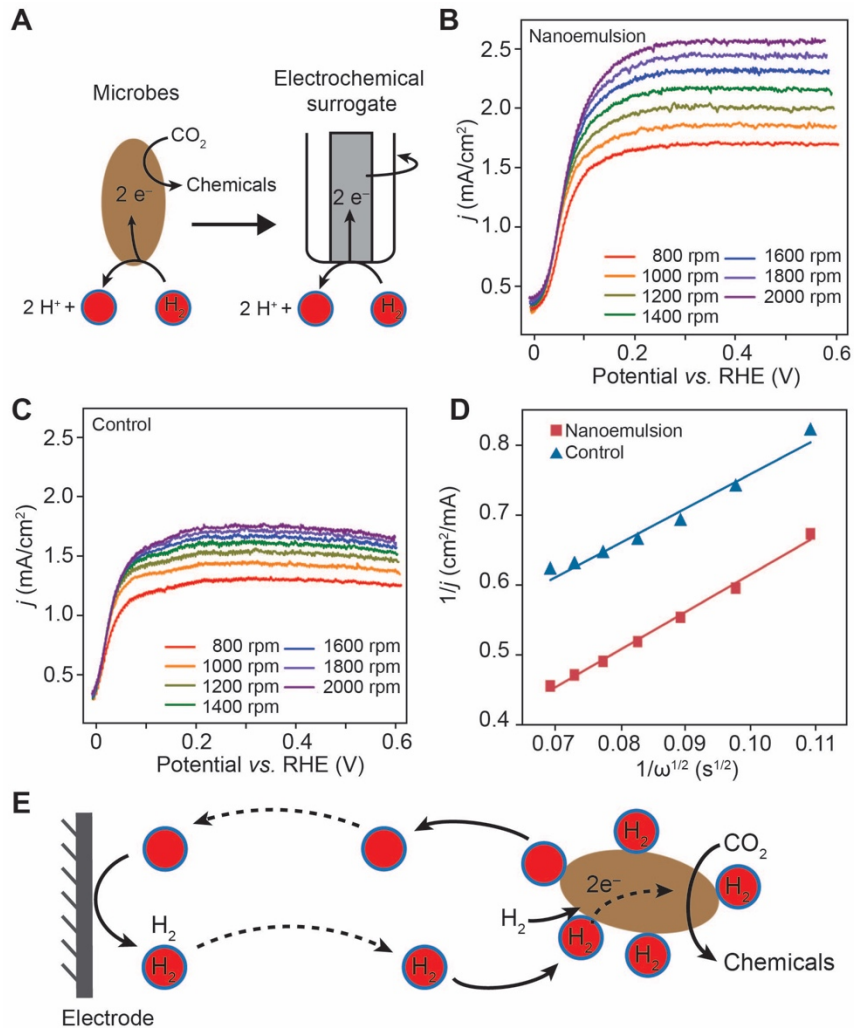 A
Microbes
CO2
Chemicals
2 e⁻
2 H⁺ +
H2
Electrochemical
surrogate
2 e⁻
2 H⁺ +
H2
B
Nanoemulsion
j (mA/cm²)
2.5
2.0
1.5
0.5
800 rpm
1000 rpm
1200 rpm
1400 rpm
1600 rpm
1800 rpm
2000 rpm
0
0.2
0.4
0.6
Potential vs. RHE (V)
C
Control
j (mA/cm²)
2.5
2.0
1.5
0.5
800 rpm
1000 rpm
1200 rpm
1400 rpm
1600 rpm
1800 rpm
2000 rpm
0
0.2
0.4
0.6
Potential vs. RHE (V)
D
Nanoemulsion
Control
1/j (cm²/mA)
0.8
0.7
0.6
0.5
0.4
0.07
0.08
0.09
0.10
0.11
1/ω^1/2 (s^1/2)
E
H2
H2
Electrode
H2
H2
H2
H2
H2
H2
2e⁻
CO2
Chemicals